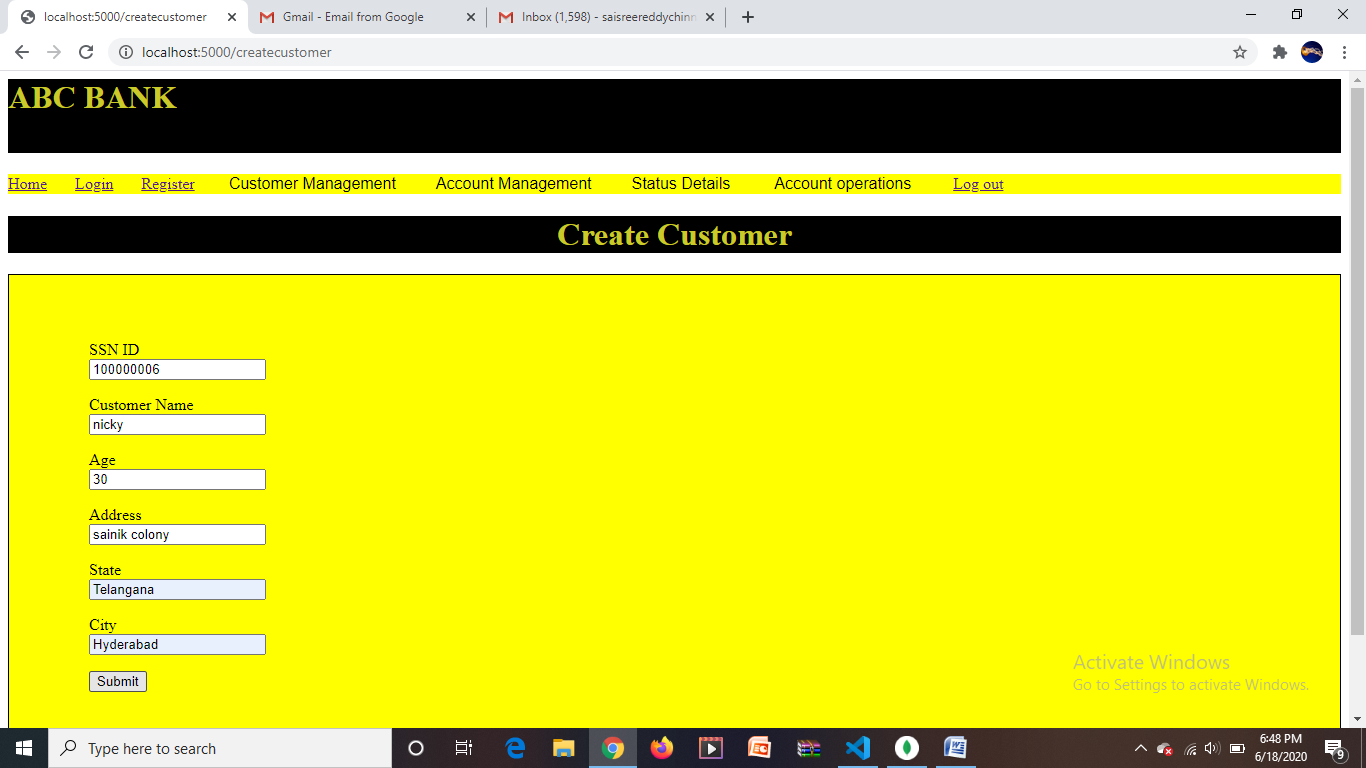 localhost:5000/createcustomer
Gmail - Email from Google
Inbox (1,598) - saisreereddychinn
localhost:5000/createcustomer
ABC BANK
Home Login Register Customer Management Account Management Status Details Account operations Log out
Create Customer
SSN ID
100000006
Customer Name
nicky
Age
30
Address
sainik colony
State
Telangana
City
Hyderabad
Submit
Activate Windows
Go to Settings to activate Windows.
Type here to search
6:48 PM
6/18/2020
9